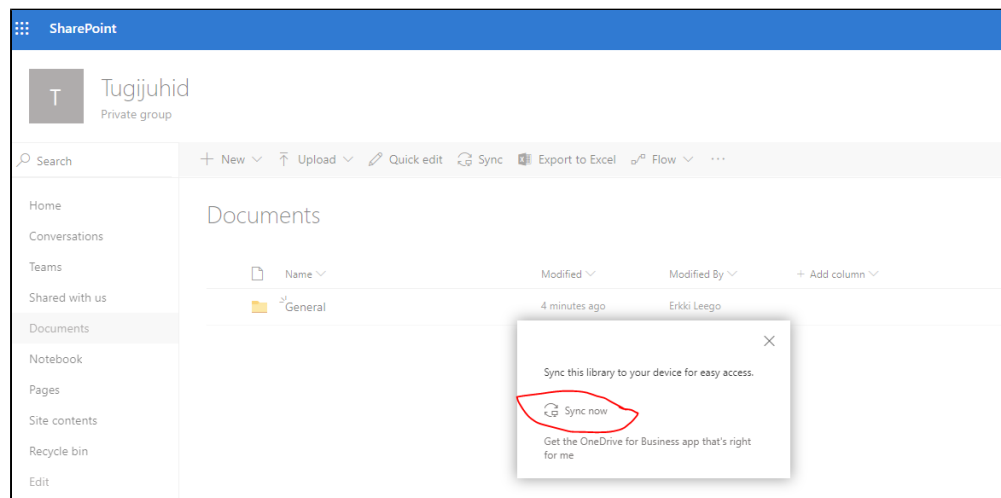 SharePoint
T
Tugijuhid
Private group
Search
+ New Upload Quick edit Sync Export to Excel Flow ...
Home
Conversations
Teams
Shared with us
Documents
Notebook
Pages
Site contents
Recycle bin
Edit
Documents
Name Modified Modified By + Add column
General 4 minutes ago Erkki Leego
Sync this library to your device for easy access.
Sync now
Get the OneDrive for Business app that's right
for me